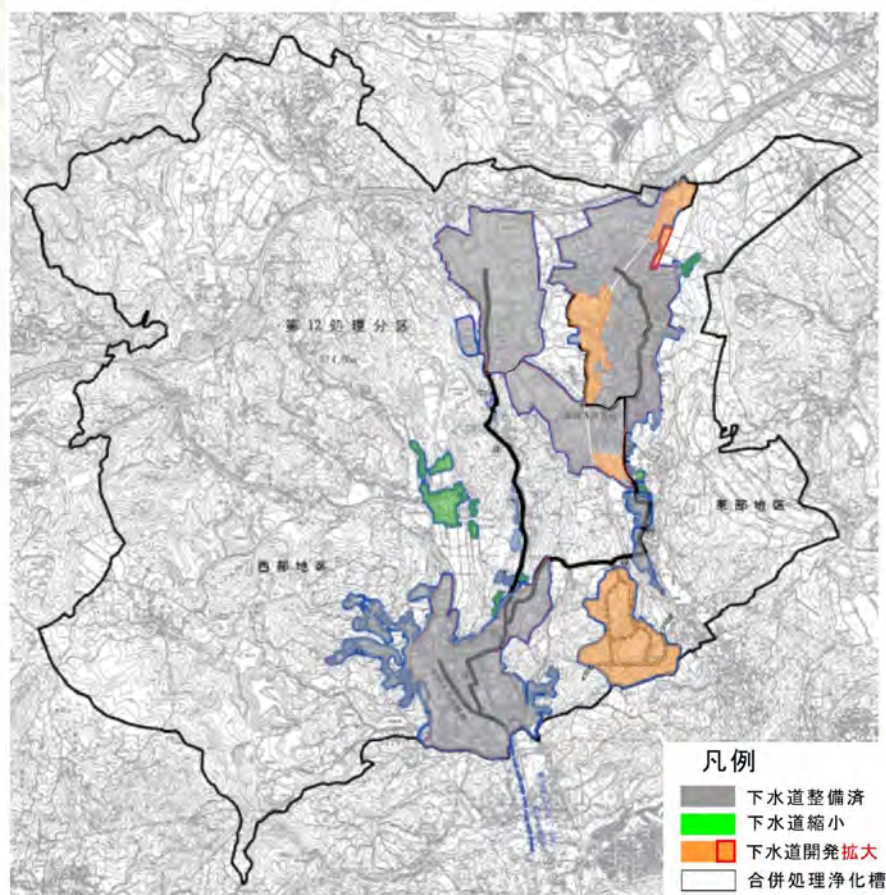 第12処理分区
東部地区
西部地区
凡例
下水道整備済
下水道縮小
下水道開発拡大
合併処理浄化槽